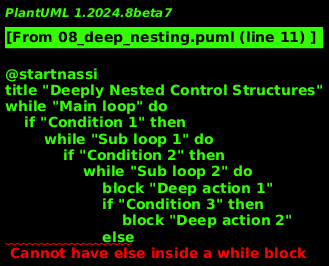 PlantUML 1.2024.8beta7
[From 08_deep_nesting.puml (line 11) ]
@startnassi
title "Deeply Nested Control Structures"
while "Main loop" do
if "Condition 1" then
while "Sub loop 1" do
if "Condition 2" then
while "Sub loop 2" do
block "Deep action 1"
if "Condition 3" then
block "Deep action 2"
else
Cannot have else inside a while block